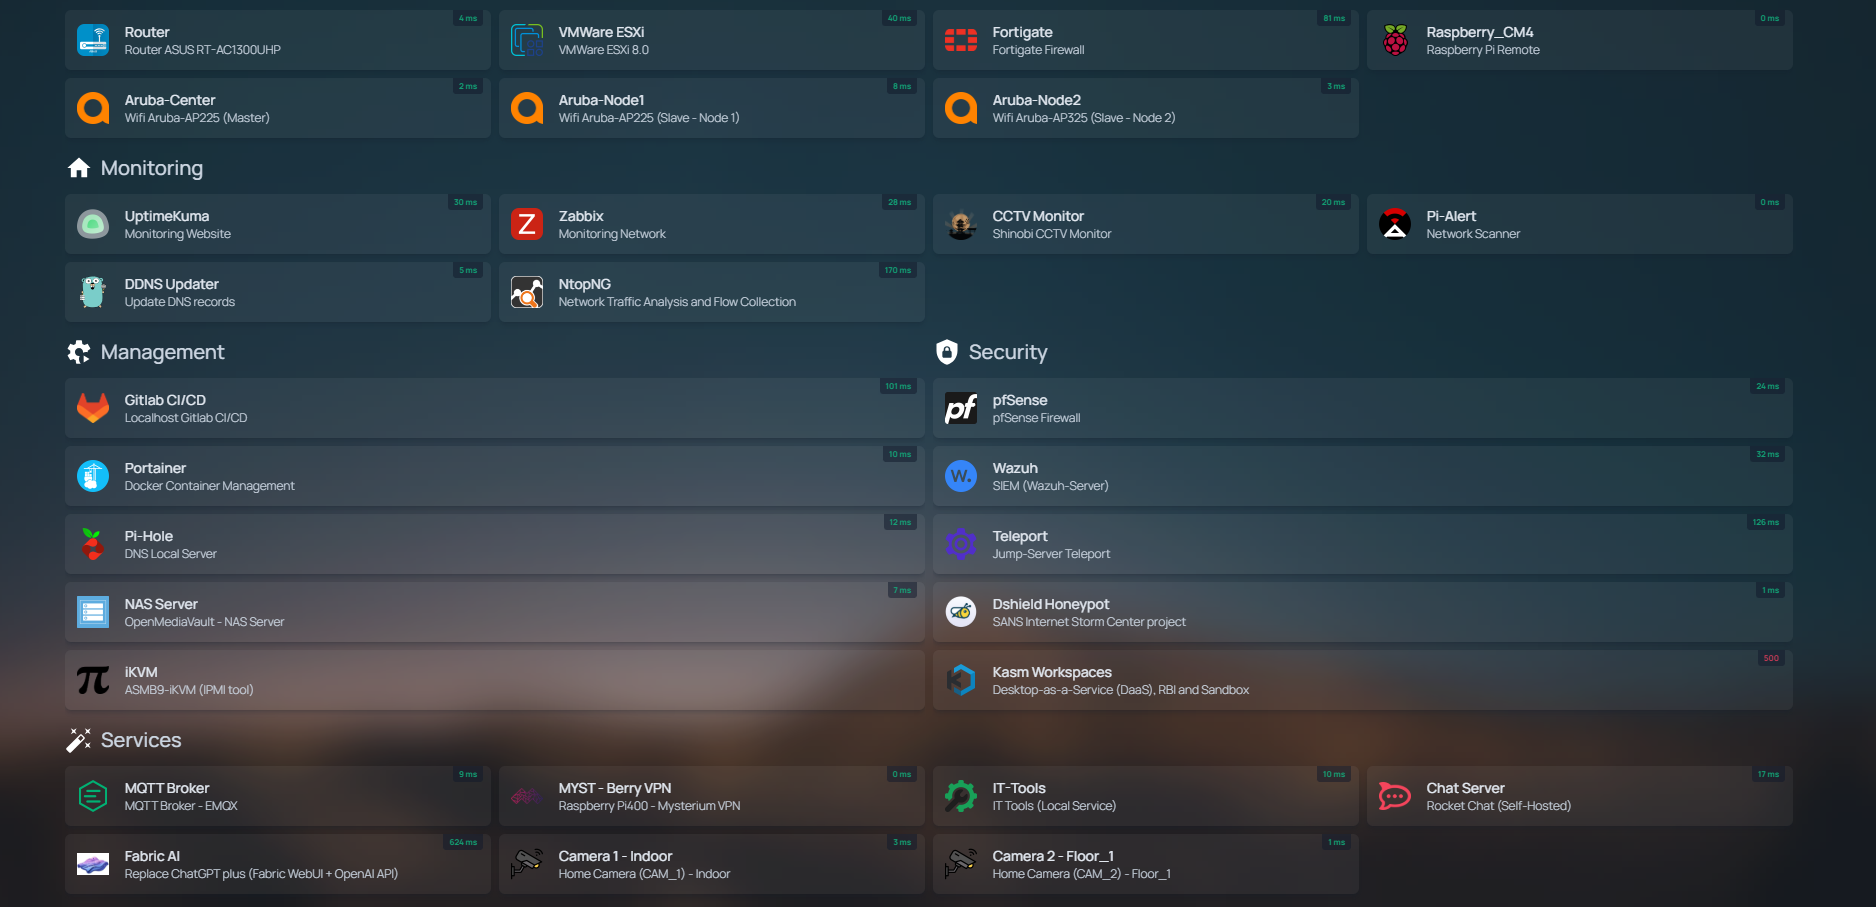 4 ms
Router
Router ASUS RT-AC1300UHP
40 ms
VMWare ESXi
VMWare ESXi 8.0
81 ms
Fortigate
Fortigate Firewall
0 ms
Raspberry_CM4
Raspberry Pi Remote
2 ms
Aruba-Center
Wifi Aruba-AP225 (Master)
8 ms
Aruba-Node1
Wifi Aruba-AP225 (Slave - Node 1)
3 ms
Aruba-Node2
Wifi Aruba-AP325 (Slave - Node 2)
Monitoring
30 ms
UptimeKuma
Monitoring Website
28 ms
Z
Zabbix
Monitoring Network
20 ms
CCTV Monitor
Shinobi CCTV Monitor
0 ms
Pi-Alert
Network Scanner
5 ms
DDNS Updater
Update DNS records
170 ms
NtopNG
Network Traffic Analysis and Flow Collection
Management
101 ms
Gitlab CI/CD
Localhost Gitlab CI/CD
10 ms
Portainer
Docker Container Management
12 ms
Pi-Hole
DNS Local Server
7 ms
NAS Server
OpenMediaVault - NAS Server
π
iKVM
ASMB9-iKVM (IPMI tool)
Security
24 ms
pf
pfSense
pfSense Firewall
32 ms
W.
Wazuh
SIEM (Wazuh-Server)
126 ms
Teleport
Jump-Server Teleport
1 ms
Dshield Honeypot
SANS Internet Storm Center project
500
Kasm Workspaces
Desktop-as-a-Service (DaaS), RBI and Sandbox
Services
9 ms
MQTT Broker
MQTT Broker - EMQX
0 ms
MYST - Berry VPN
Raspberry Pi400 - Mysterium VPN
10 ms
IT-Tools
IT Tools (Local Service)
17 ms
Chat Server
Rocket Chat (Self-Hosted)
624 ms
Fabric AI
Replace ChatGPT plus (Fabric WebUI + OpenAI API)
3 ms
Camera 1 - Indoor
Home Camera (CAM_1) - Indoor
1 ms
Camera 2 - Floor_1
Home Camera (CAM_2) - Floor_1